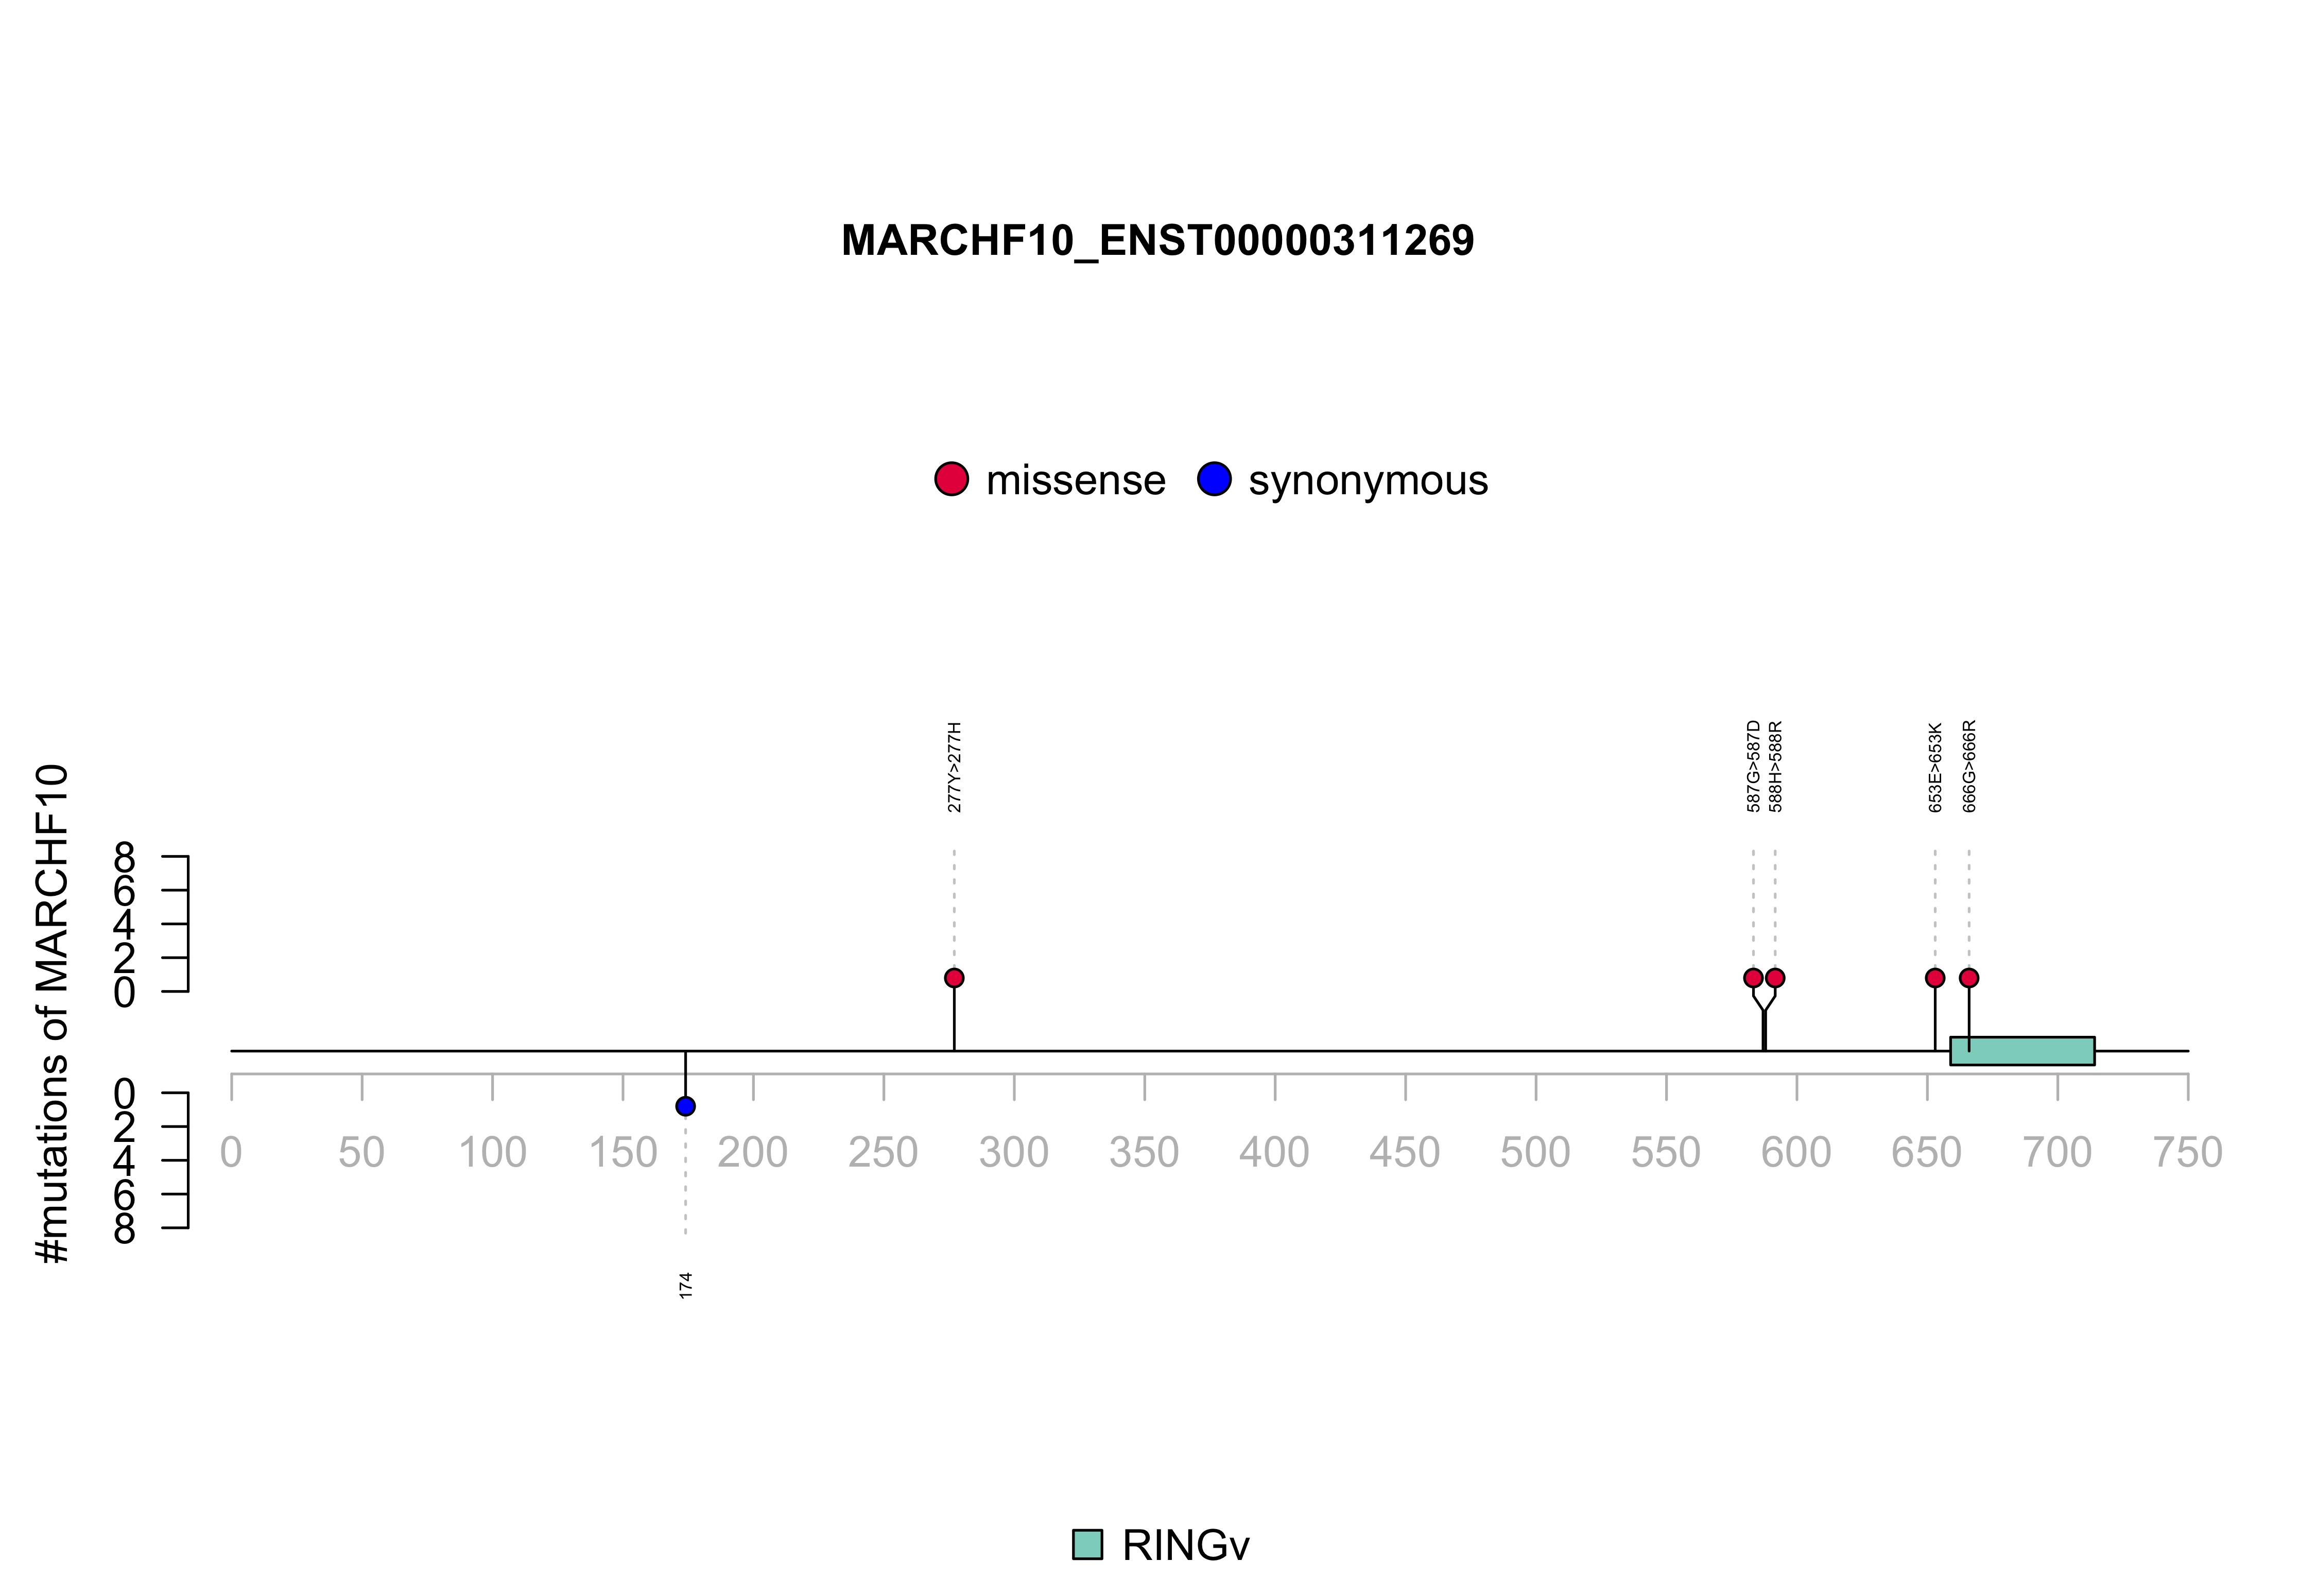 MARCHF10_ENST00000311269
missense synonymous
277Y>277H
587G>587D
588H>588R
653E>653K
666G>666R
#mutations of MARCHF10
8
6
4
2
0
0
2
4
6
8
0 50 100 150 200 250 300 350 400 450 500 550 600 650 700 750
174
RINGv